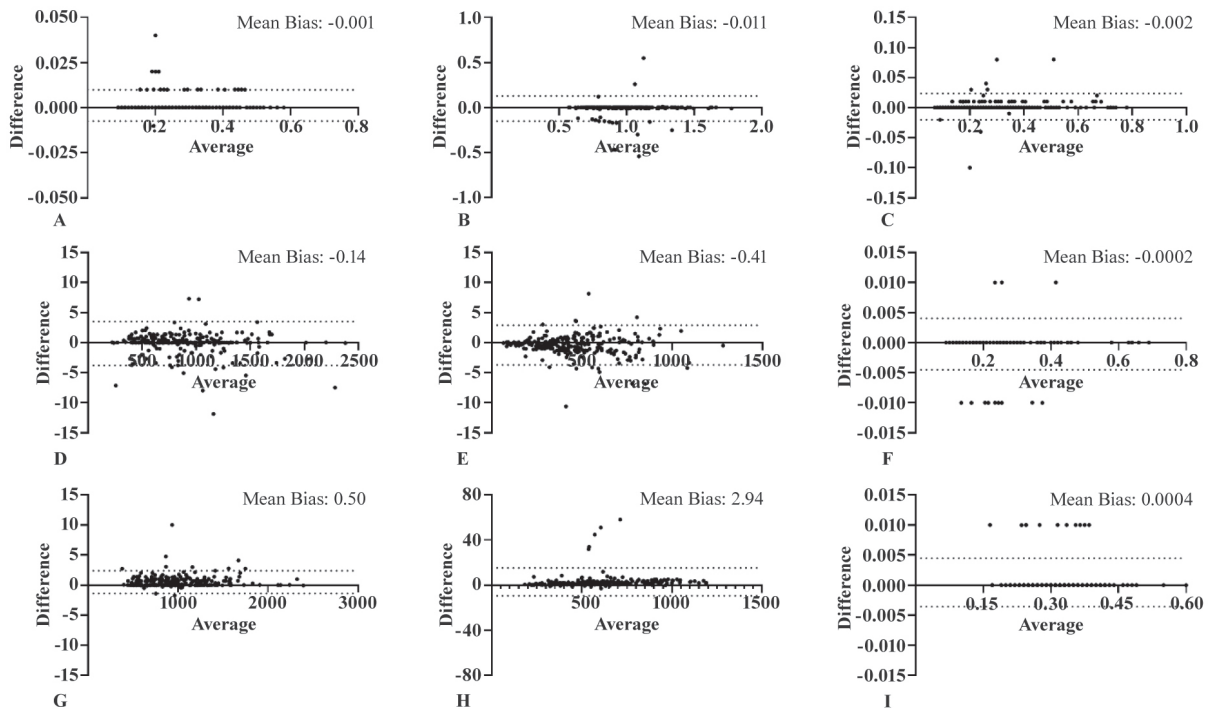 Mean Bias: -0.001
0.050
0.025
0.000
-0.025
-0.050
0.2
0.4
0.6
0.8
Difference
Average
A
Mean Bias: -0.011
1.0
0.5
0.0
-0.5
-1.0
0.5
1.0
1.5
2.0
Difference
Average
B
Mean Bias: -0.002
0.15
0.10
0.05
0.00
-0.05
-0.10
-0.15
0.2
0.4
0.6
0.8
1.0
Difference
Average
C
Mean Bias: -0.14
15
10
5
0
-5
-10
15
500
1000
1500
2000
2500
Difference
Average
D
Mean Bias: -0.41
15
10
5
0
-5
-10
15
500
1000
1500
Difference
Average
E
Mean Bias: -0.0002
0.015
0.010
0.005
0.000
-0.005
-0.010
-0.015
0.2
0.4
0.6
0.8
Difference
Average
F
Mean Bias: 0.50
15
10
5
0
-5
-10
-15
1000
2000
3000
Difference
Average
G
Mean Bias: 2.94
80
40
0
-40
-80
500
1000
1500
Difference
Average
H
Mean Bias: 0.0004
0.015
0.010
0.005
0.000
-0.005
-0.010
-0.015
0.15
0.30
0.45
0.60
Difference
Average
I